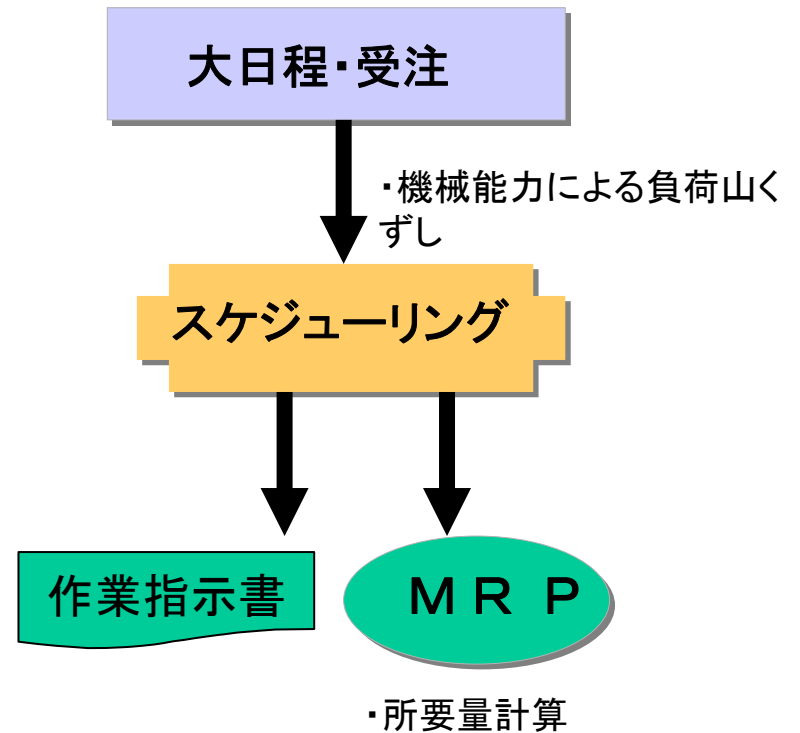 大日程・受注
・機械能力による負荷山く
ずし
スケジューリング
作業指示書
ＭＲＰ
・所要量計算